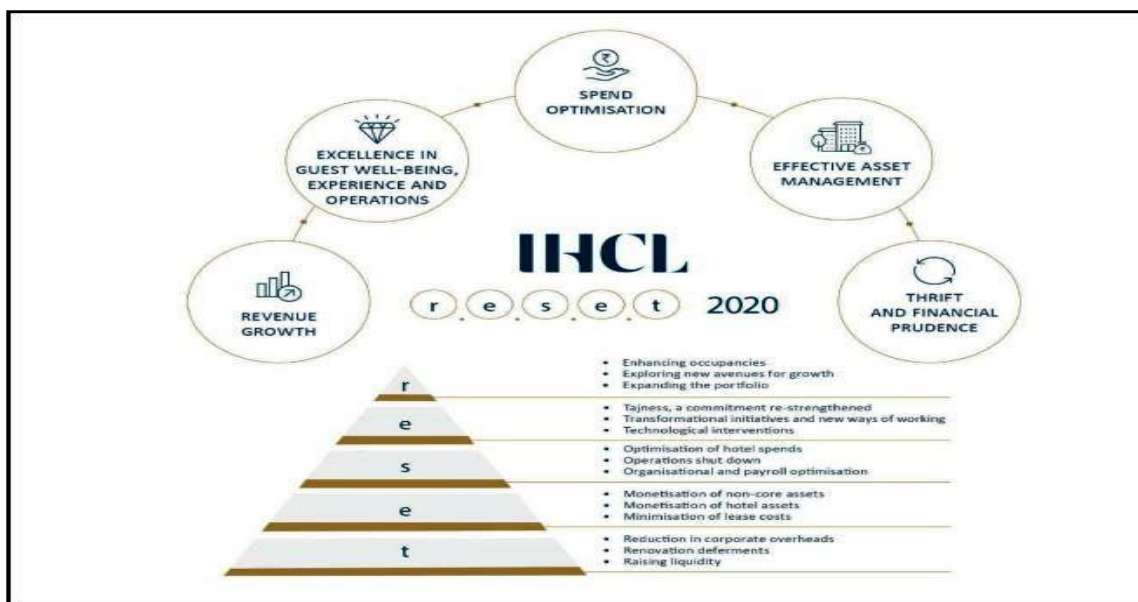 ₹
SPEND
OPTIMISATION
EXCELLENCE IN
GUEST WELL-BEING,
EXPERIENCE AND
OPERATIONS
₹
EFFECTIVE ASSET
MANAGEMENT
REVENUE
GROWTH
IHCL
r.e.s.e.t. 2020
THRIFT
AND FINANCIAL
PRUDENCE
r
• Enhancing occupancies
• Exploring new avenues for growth
• Expanding the portfolio
e
• Tajness, a commitment re-strengthened
• Transformational initiatives and new ways of working
• Technological interventions
s
• Optimisation of hotel spends
• Operations shut down
• Organisational and payroll optimisation
e
• Monetisation of non-core assets
• Monetisation of hotel assets
• Minimisation of lease costs
t
• Reduction in corporate overheads
• Renovation deferments
• Raising liquidity